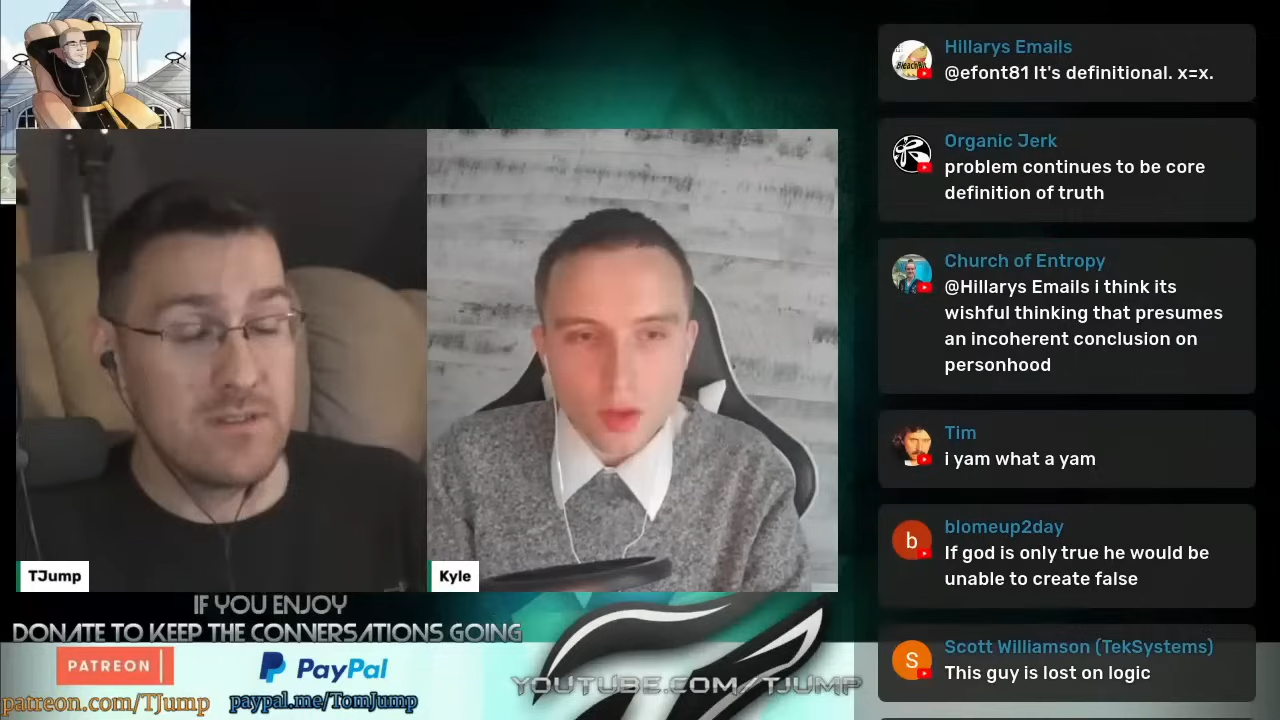 Hillarys Emails
@efont81 It's definitional. x=x.
Organic Jerk
problem continues to be core
definition of truth
Church of Entropy
@Hillarys Emails i think its
wishful thinking that presumes
an incoherent conclusion on
personhood
Tim
i yam what a yam
b
blomeup2day
If god is only true he would be
unable to create false
S
Scott Williamson (TekSystems)
This guy is lost on logic
TJump
Kyle
IF YOU ENJOY
DONATE TO KEEP THE CONVERSATIONS GOING
PATREON
PayPal
patreon.com/TJump
paypal.me/TomJump
YOUTUBE.COM/TJUMP